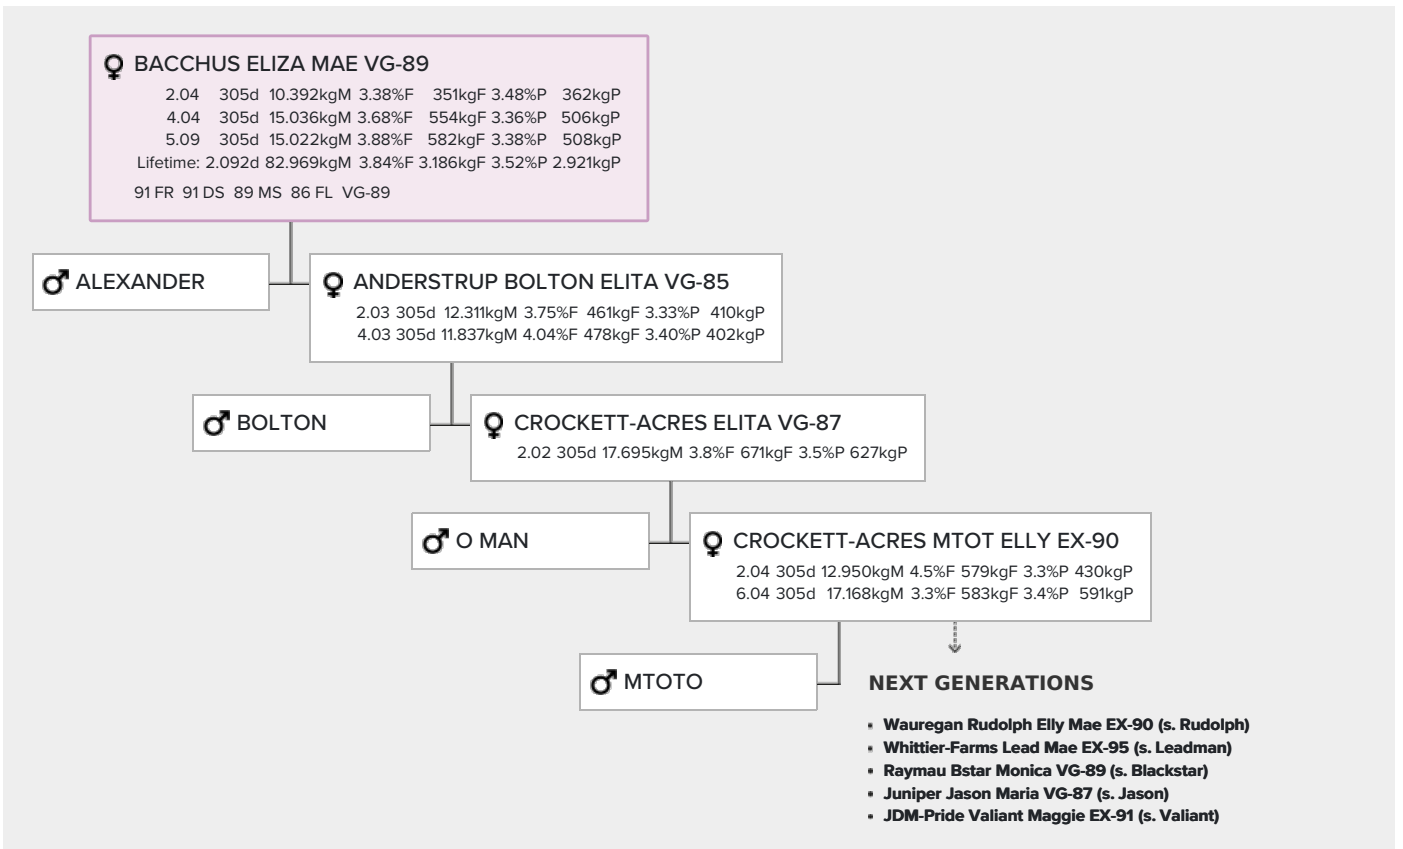 BACCHUS ELIZA MAE VG-89
2.04 305d 10.392kgM 3.38%F 351kgF 3.48%P 362kgP
4.04 305d 15.036kgM 3.68%F 554kgF 3.36%P 506kgP
5.09 305d 15.022kgM 3.88%F 582kgF 3.38%P 508kgP
Lifetime: 2.092d 82.969kgM 3.84%F 3.186kgF 3.52%P 2.921kgP
91 FR 91 DS 89 MS 86 FL VG-89
ALEXANDER
ANDERSTRUP BOLTON ELITA VG-85
2.03 305d 12.311kgM 3.75%F 461kgF 3.33%P 410kgP
4.03 305d 11.837kgM 4.04%F 478kgF 3.40%P 402kgP
BOLTON
CROCKETT-ACRES ELITA VG-87
2.02 305d 17.695kgM 3.8%F 671kgF 3.5%P 627kgP
O MAN
CROCKETT-ACRES MTOT ELLY EX-90
2.04 305d 12.950kgM 4.5%F 579kgF 3.3%P 430kgP
6.04 305d 17.168kgM 3.3%F 583kgF 3.4%P 591kgP
MTOTO
NEXT GENERATIONS
• Wauregan Rudolph Elly Mae EX-90 (s. Rudolph)
• Whittier-Farms Lead Mae EX-95 (s. Leadman)
• Raymau Bstar Monica VG-89 (s. Blackstar)
• Juniper Jason Maria VG-87 (s. Jason)
• JDM-Pride Valiant Maggie EX-91 (s. Valiant)